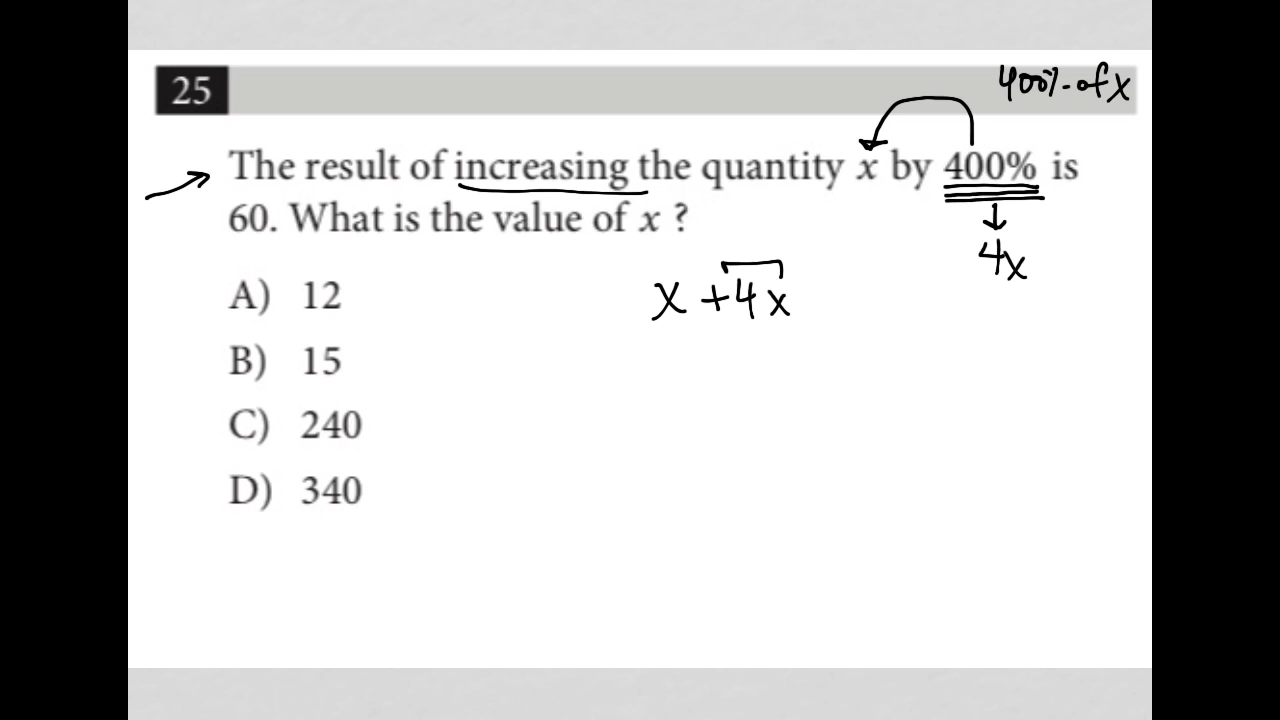 25
400% of x
The result of increasing the quantity x by 400% is
60. What is the value of x ?
4x
x + 4x
A) 12
B) 15
C) 240
D) 340